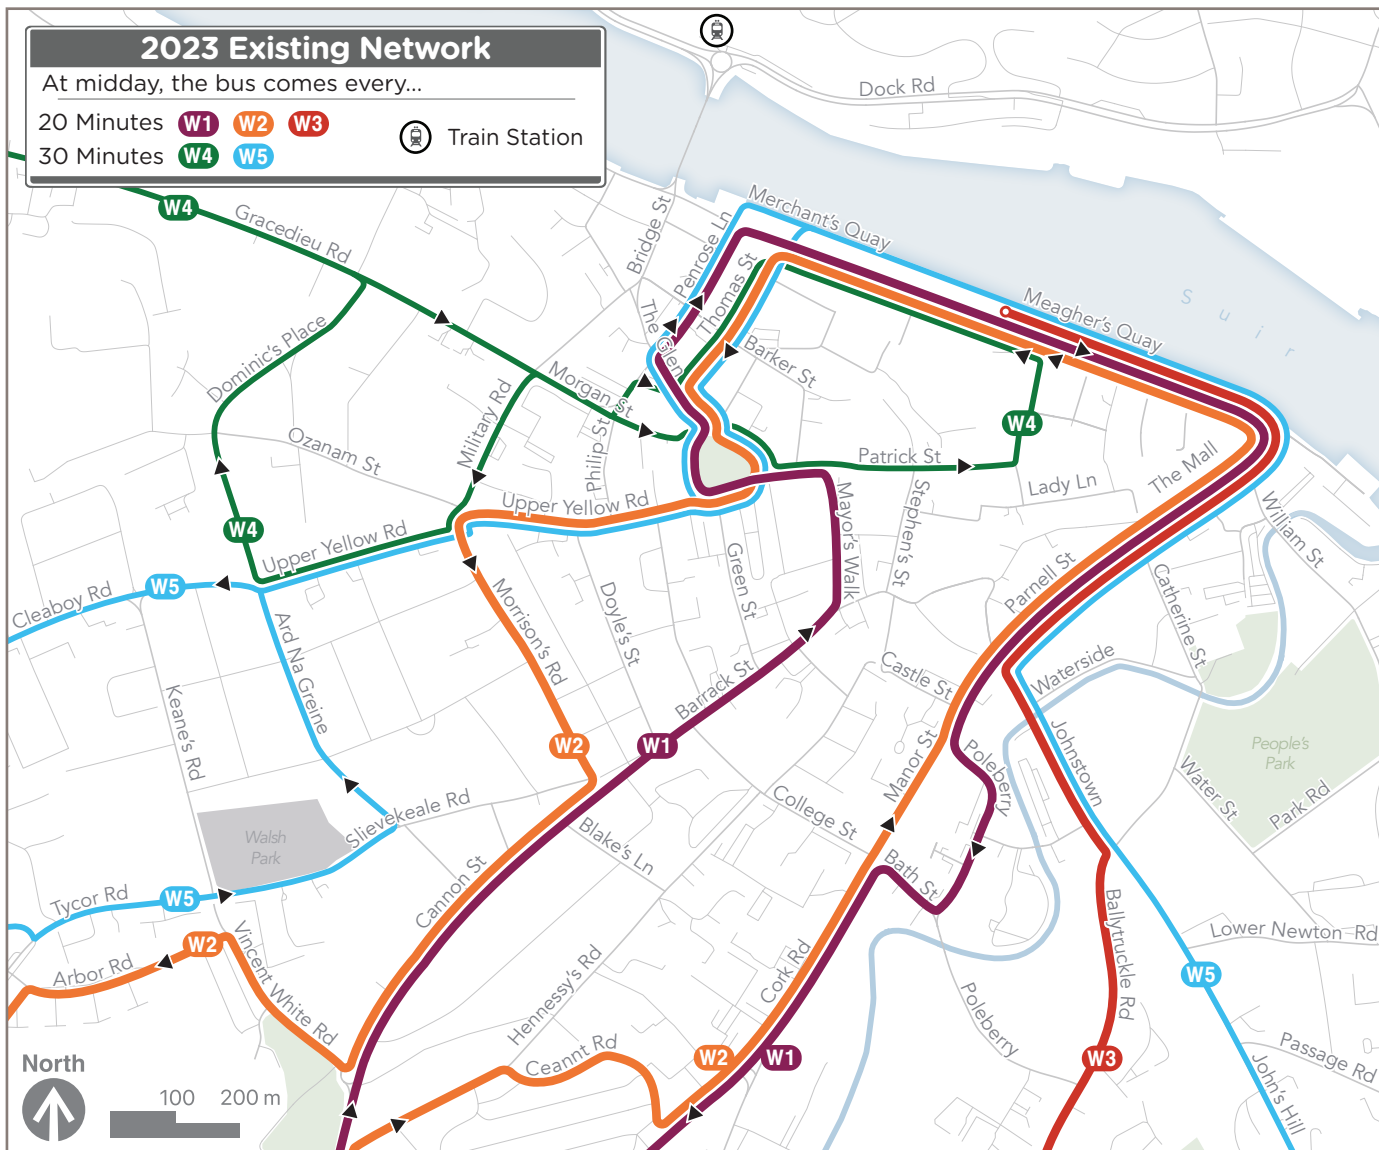 2023 Existing Network
At midday, the bus comes every...
20 Minutes W1 W2 W3
30 Minutes W4 W5
Train Station
Dock Rd
W4
Gracedieu Rd
Bridge St
Penrose Ln
Merchant's Quay
Thomas St
The Glen
Meagher's Quay
Suir
Dominic's Place
Barker St
Morgan St
Military Rd
Philip St
Ozanam St
W4
Patrick St
The Mall
Lady Ln
Stephen's St
Mayor's Walk
William St
W4
Upper Yellow Rd
Upper Yellow Rd
Cleaboy Rd
W5
Green St
Doyle's St
Morrison's Rd
Parnell St
Catherine St
Ard Na Greine
Castle St
Waterside
Barrack St
Keane's Rd
W2
W1
Manor St
Poleberry
Johnstown
People's
Park
Water St
Park Rd
Slievekeale Rd
College St
Walsh
Park
Blake's Ln
Bath St
Cannon St
Tycor Rd
W5
Ballytruckle Rd
Lower Newton Rd
W2
Vincent White Rd
Arbor Rd
Hennessy's Rd
Cork Rd
W5
Poleberry
Ceannt Rd
W2
W1
W3
Passage Rd
John's Hill
North
100 200 m